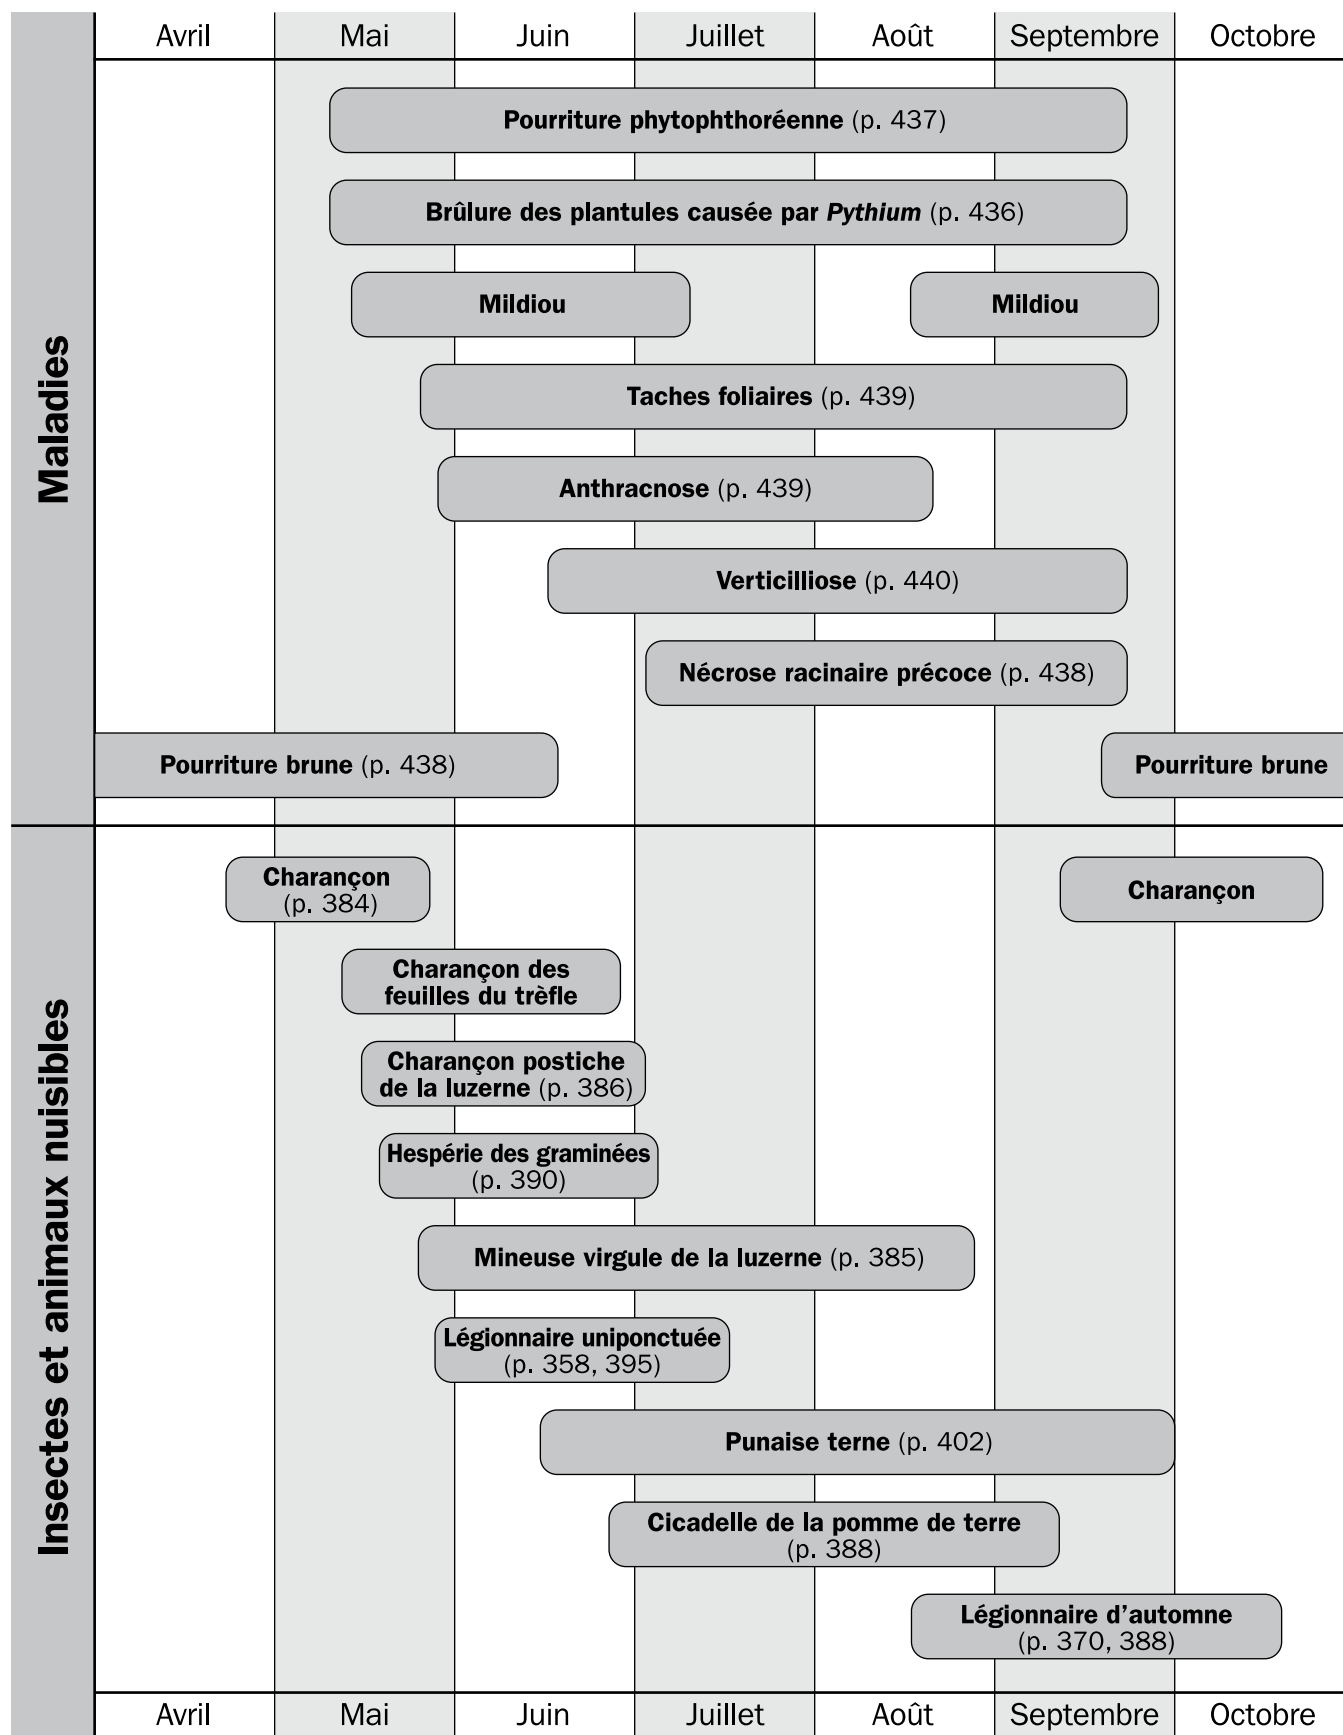 Avril Mai Juin Juillet Août Septembre Octobre
Maladies
Pourriture phytophthoréenne (p. 437)
Brûlure des plantules causée par Pythium (p. 436)
Mildiou Mildiou
Taches foliaires (p. 439)
Anthracnose (p. 439)
Verticilliose (p. 440)
Nécrose racinaire précoce (p. 438)
Pourriture brune (p. 438) Pourriture brune
Insectes et animaux nuisibles
Charançon
(p. 384)
Charançon
Charançon des
feuilles du trèfle
Charançon postiche
de la luzerne (p. 386)
Hespérie des graminées
(p. 390)
Mineuse virgule de la luzerne (p. 385)
Légionnaire uniponctuée
(p. 358, 395)
Punaise terne (p. 402)
Cicadelle de la pomme de terre
(p. 388)
Légionnaire d'automne
(p. 370, 388)
Avril Mai Juin Juillet Août Septembre Octobre